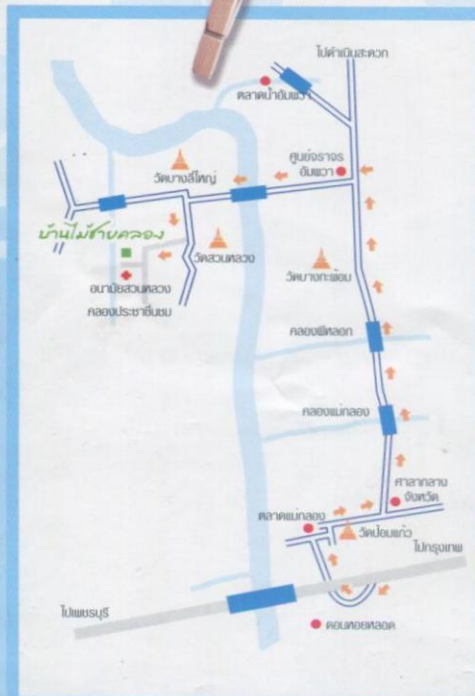 ไปดำเนินสะดวก
ตลาดน้ำอัมพวา
ศูนย์จราจร
อัมพวา
วัดบางลี่ใหญ่
บ้านไม้ชายคลอง
วัดสวนหลวง
วัดบางกะพ้อม
อนามัยสวนหลวง
คลองประชาชื่นชม
คลองผีหลอก
คลองแม่กลอง
ศาลากลาง
จังหวัด
ตลาดแม่กลอง
วัดป้อมแก้ว
ไปกรุงเทพ
ไปเพชรบุรี
ดอนหอยหลอด